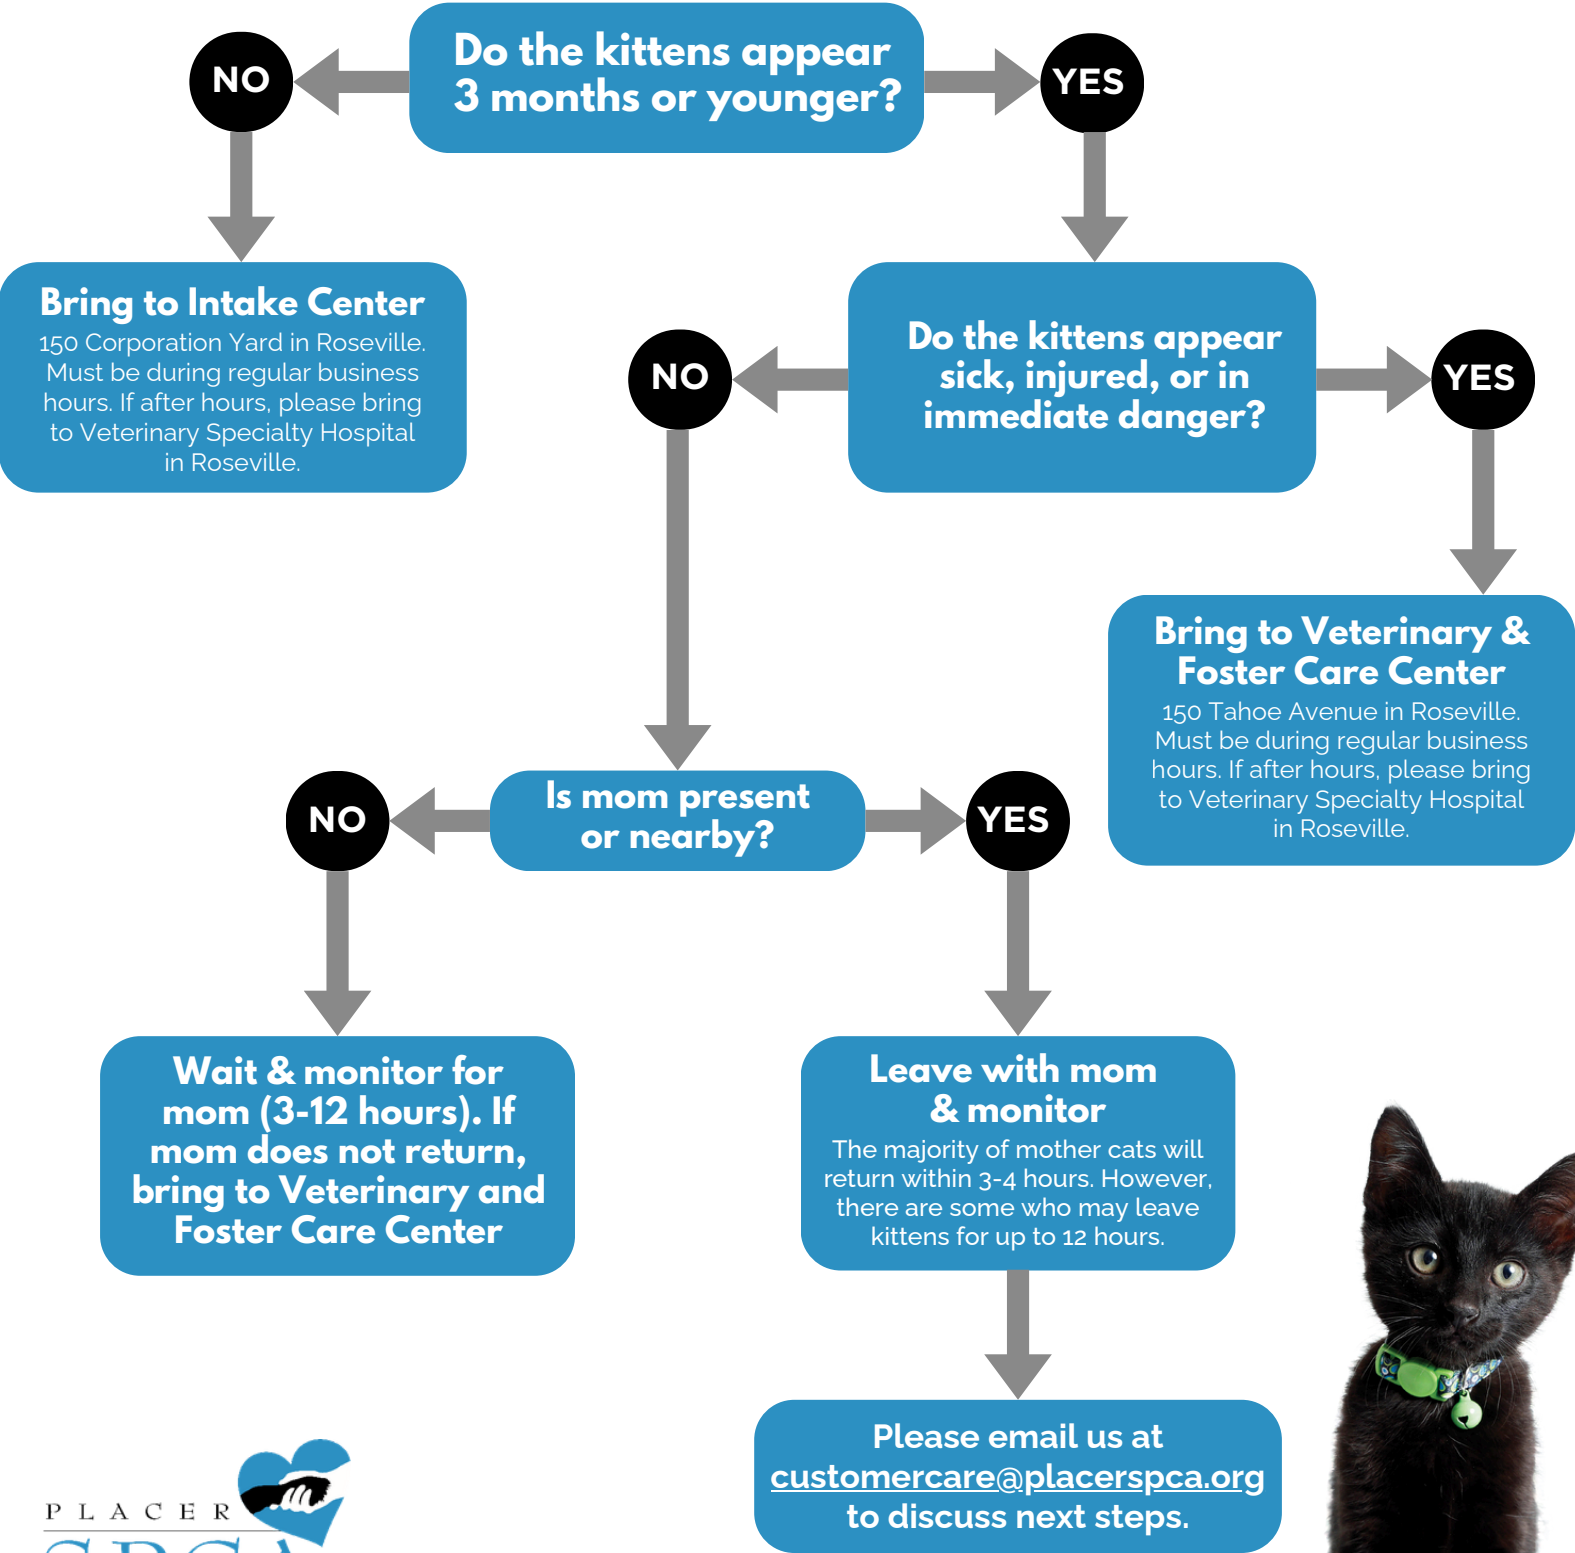 Do the kittens appear
3 months or younger?
NO
YES
Bring to Intake Center
150 Corporation Yard in Roseville.
Must be during regular business
hours. If after hours, please bring
to Veterinary Specialty Hospital
in Roseville.
Do the kittens appear
sick, injured, or in
immediate danger?
NO
YES
Bring to Veterinary &
Foster Care Center
150 Tahoe Avenue in Roseville.
Must be during regular business
hours. If after hours, please bring
to Veterinary Specialty Hospital
in Roseville.
Is mom present
or nearby?
NO
YES
Wait & monitor for
mom (3-12 hours). If
mom does not return,
bring to Veterinary and
Foster Care Center
Leave with mom
& monitor
The majority of mother cats will
return within 3-4 hours. However,
there are some who may leave
kittens for up to 12 hours.
Please email us at
customercare@placerspca.org
to discuss next steps.
PLACER
SPCA